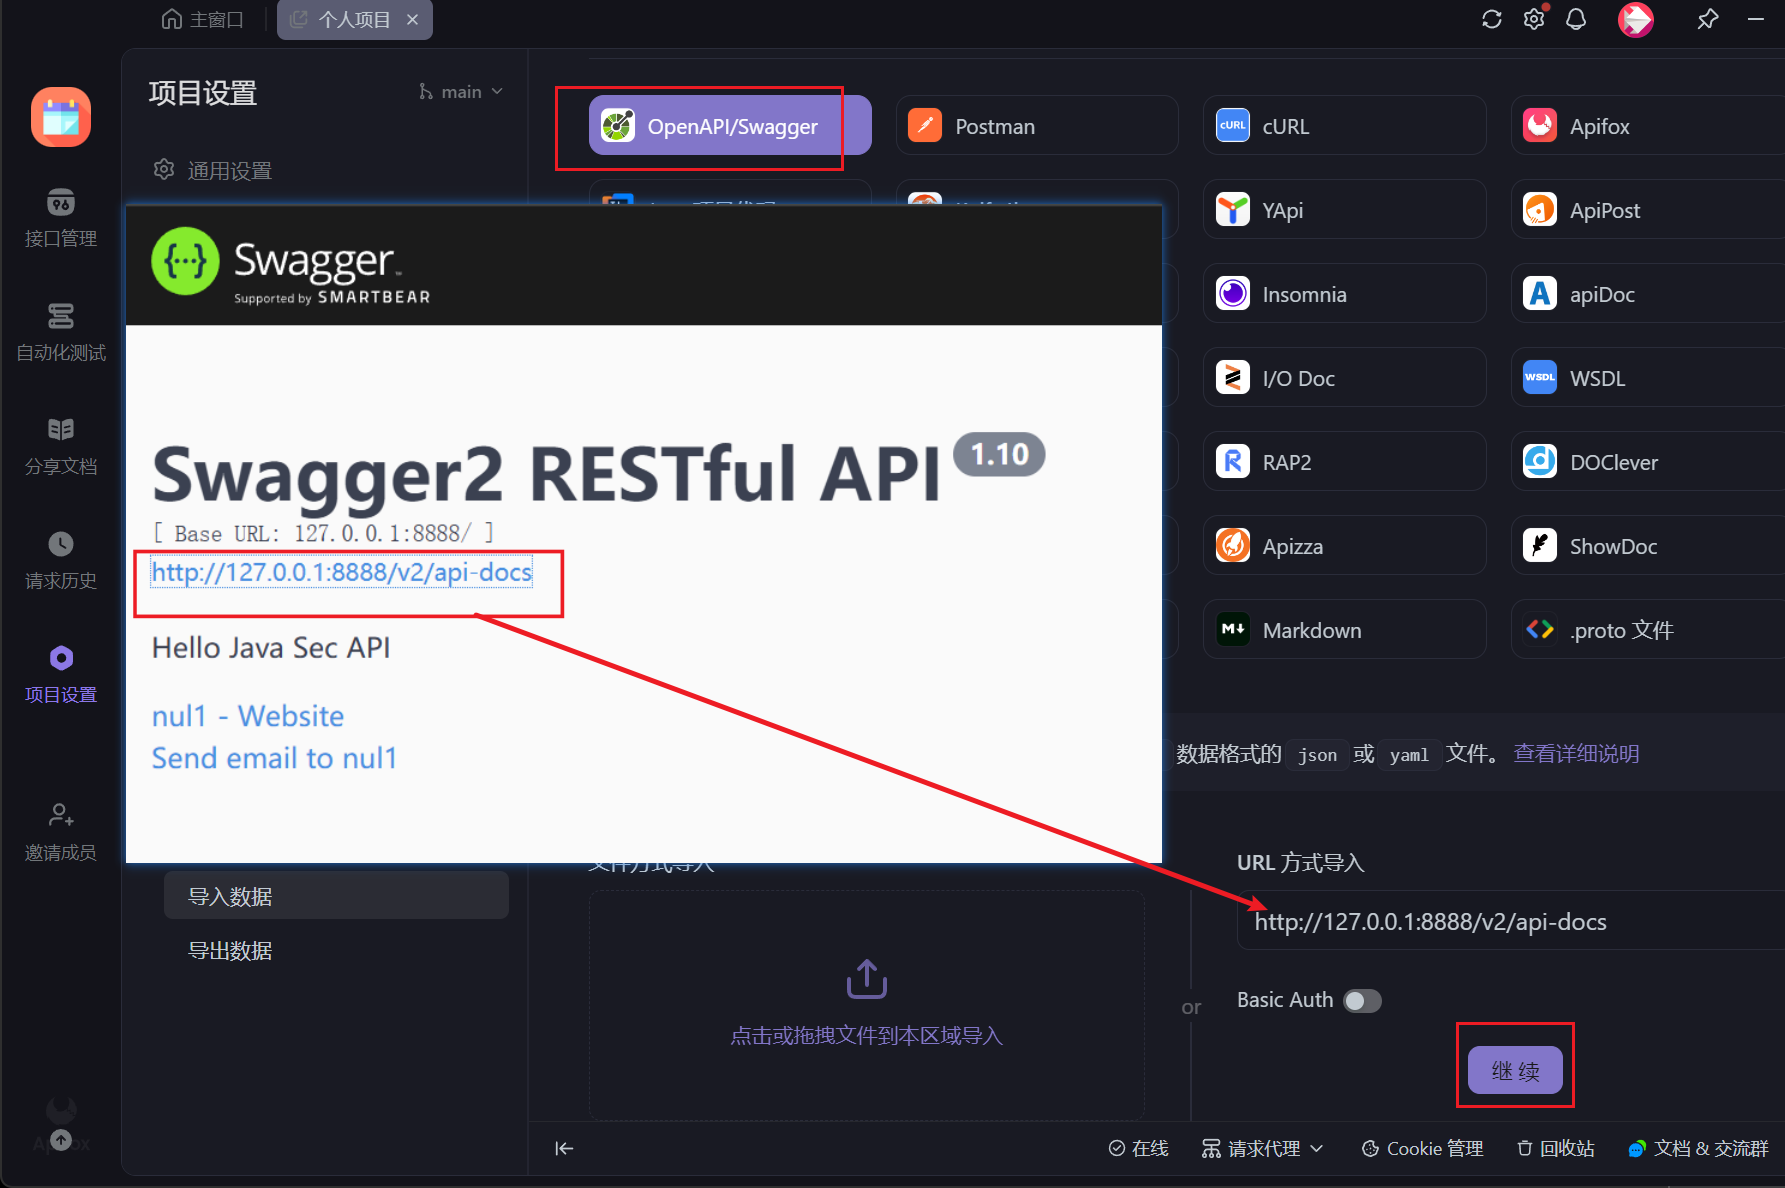 主窗口
个人项目
项目设置
main
通用设置
接口管理
自动化测试
分享文档
请求历史
项目设置
邀请成员
OpenAPI/Swagger
Postman
cURL
cURL
Apifox
YApi
ApiPost
Insomnia
apiDoc
I/O Doc
WSDL
WSDL
RAP2
DOClever
Apizza
ShowDoc
M↓
Markdown
.proto 文件
Swagger
Supported by SMARTBEAR
Swagger2 RESTful API 1.10
[ Base URL: 127.0.0.1:8888/ ]
http://127.0.0.1:8888/v2/api-docs
Hello Java Sec API
nul1 - Website
Send email to nul1
数据格式的 json 或 yaml 文件。 查看详细说明
导入数据
导出数据
文件方式导入
点击或拖拽文件到本区域导入
or
URL 方式导入
http://127.0.0.1:8888/v2/api-docs
Basic Auth
继 续
在线
请求代理
Cookie 管理
回收站
文档 & 交流群